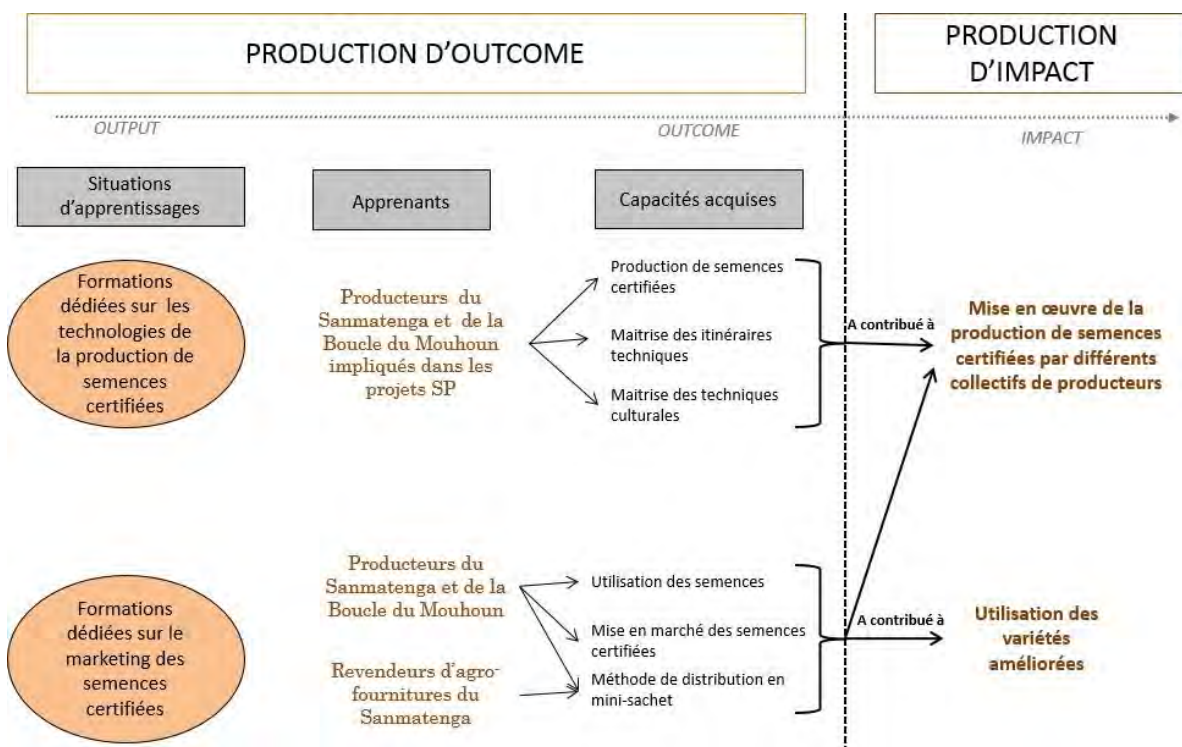 PRODUCTION D'OUTCOME
PRODUCTION
D'IMPACT
OUTPUT
OUTCOME
IMPACT
Situations
d'apprentissages
Apprenants
Capacités acquises
Formations
dédiées sur les
technologies de
la production de
semences
certifiées
Producteurs du
Sanmatenga et de la
Boucle du Mouhoun
impliqués dans les
projets SP
Production de semences
certifiées
Maitrise des itinéraires
techniques
Maitrise des techniques
culturales
A contribué à
Mise en œuvre de la
production de semences
certifiées par différents
collectifs de producteurs
Formations
dédiées sur le
marketing des
semences
certifiées
Producteurs du
Sanmatenga et de la
Boucle du Mouhoun
Revendeurs d'agro-
fournitures du
Sanmatenga
Utilisation des semences
Mise en marché des semences
certifiées
Méthode de distribution en
mini-sachet
A contribué à
Utilisation des
variétés
améliorées